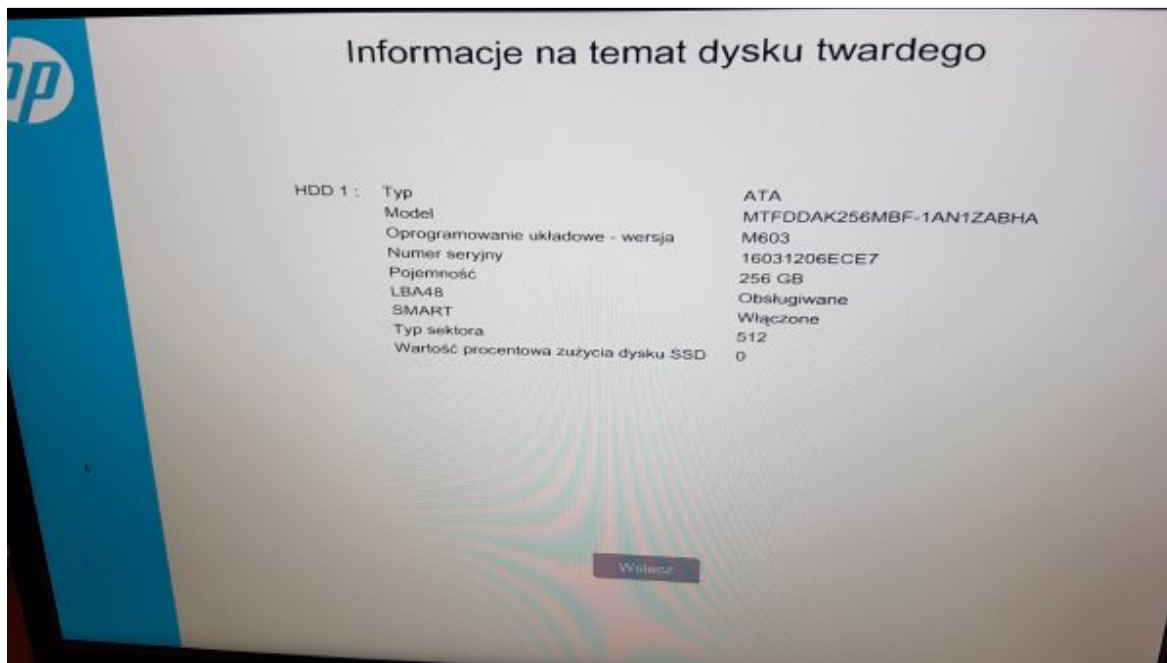 hp
Informacje na temat dysku twardego
HDD 1 : Typ ATA
Model MTFDDAK256MBF-1AN1ZABHA
Oprogramowanie układowe - wersja M603
Numer seryjny 16031206ECE7
Pojemność 256 GB
LBA48 Obsługiwane
SMART Włączone
Typ sektora 512
Wartość procentowa zużycia dysku SSD 0
Wstecz